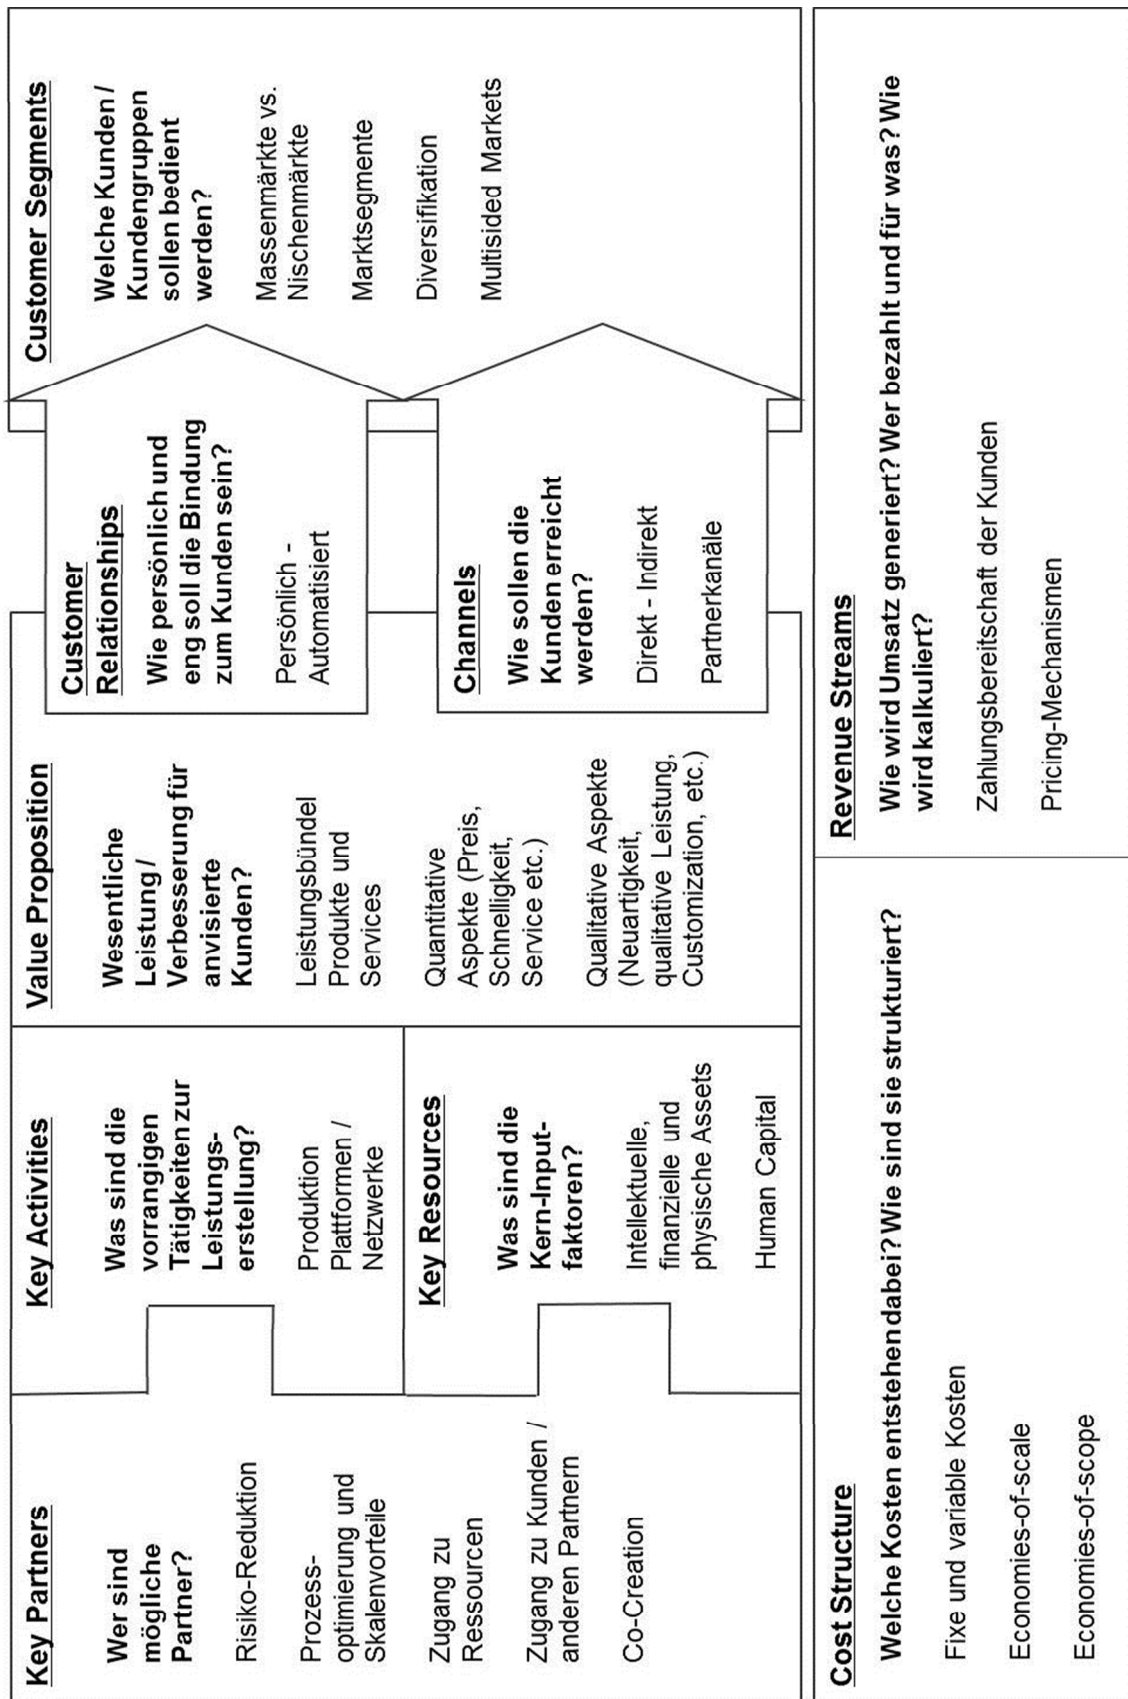 Key Partners
Wer sind
mögliche
Partner?
Risiko-Reduktion
Prozess-
optimierung und
Skalenvorteile
Zugang zu
Ressourcen
Zugang zu Kunden /
anderen Partnern
Co-Creation
Key Activities
Was sind die
vorrangigen
Tätigkeiten zur
Leistungs-
erstellung?
Produktion
Plattformen /
Netzwerke
Key Resources
Was sind die
Kern-Input-
faktoren?
Intellektuelle,
finanzielle und
physische Assets
Human Capital
Value Proposition
Wesentliche
Leistung /
Verbesserung für
anvisierte
Kunden?
Leistungsbündel
Produkte und
Services
Quantitative
Aspekte (Preis,
Schnelligkeit,
Service etc.)
Qualitative Aspekte
(Neuartigkeit,
qualitative Leistung,
Customization, etc.)
Customer
Relationships
Wie persönlich und
eng soll die Bindung
zum Kunden sein?
Persönlich -
Automatisiert
Channels
Wie sollen die
Kunden erreicht
werden?
Direkt - Indirekt
Partnerkanäle
Customer Segments
Welche Kunden /
Kundengruppen
sollen bedient
werden?
Massenmärkte vs.
Nischenmärkte
Marktsegmente
Diversifikation
Multisided Markets
Cost Structure
Welche Kosten entstehen dabei? Wie sind sie strukturiert?
Fixe und variable Kosten
Economies-of-scale
Economies-of-scope
Revenue Streams
Wie wird Umsatz generiert? Wer bezahlt und für was? Wie
wird kalkuliert?
Zahlungsbereitschaft der Kunden
Pricing-Mechanismen